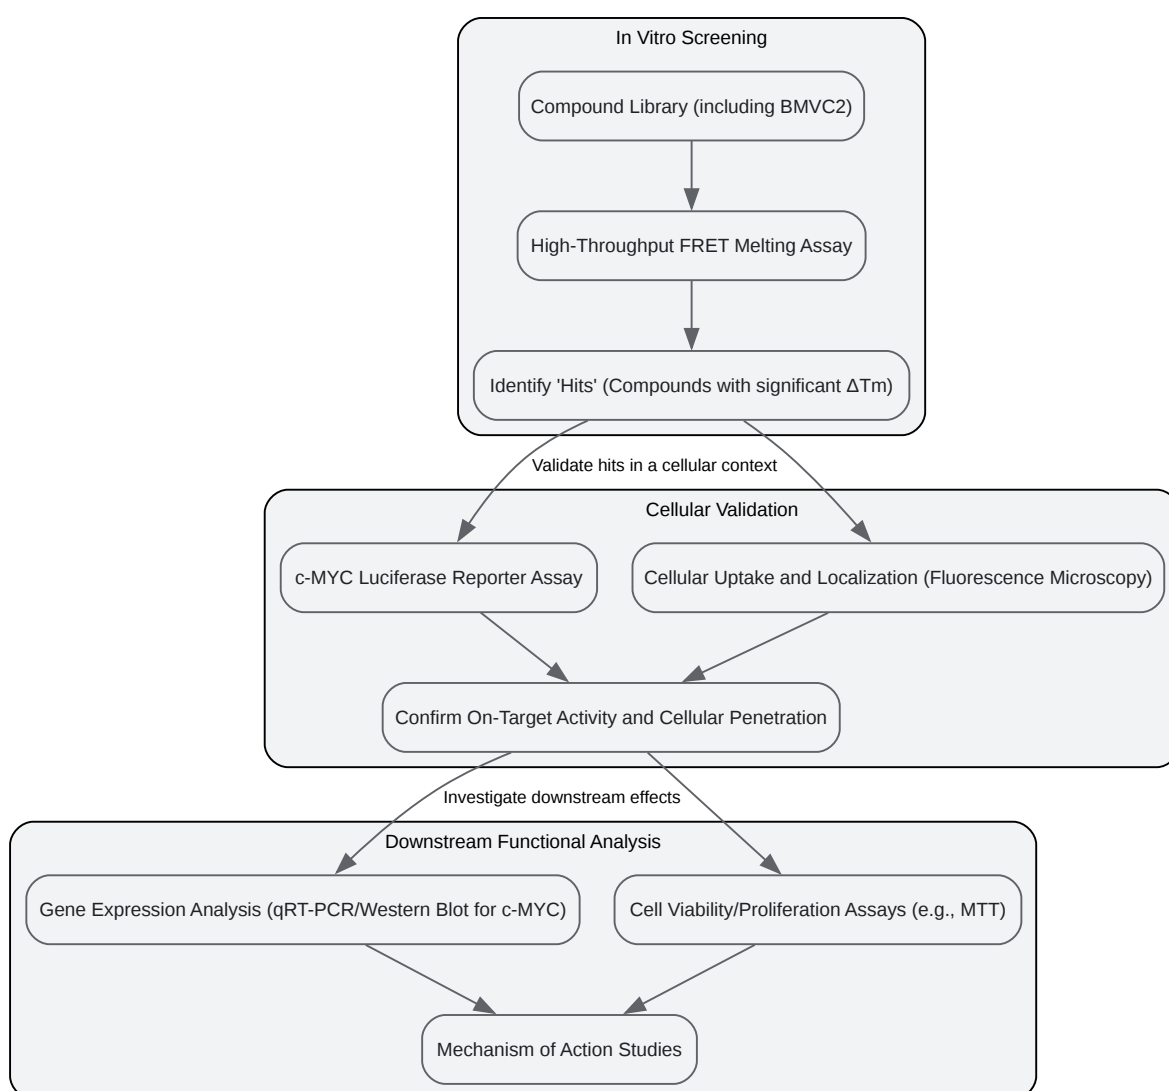 In Vitro Screening
Compound Library (including BMVC2)
High-Throughput FRET Melting Assay
Identify 'Hits' (Compounds with significant ΔTm)
Validate hits in a cellular context
Cellular Validation
c-MYC Luciferase Reporter Assay
Cellular Uptake and Localization (Fluorescence Microscopy)
Confirm On-Target Activity and Cellular Penetration
Investigate downstream effects
Downstream Functional Analysis
Gene Expression Analysis (qRT-PCR/Western Blot for c-MYC)
Cell Viability/Proliferation Assays (e.g., MTT)
Mechanism of Action Studies